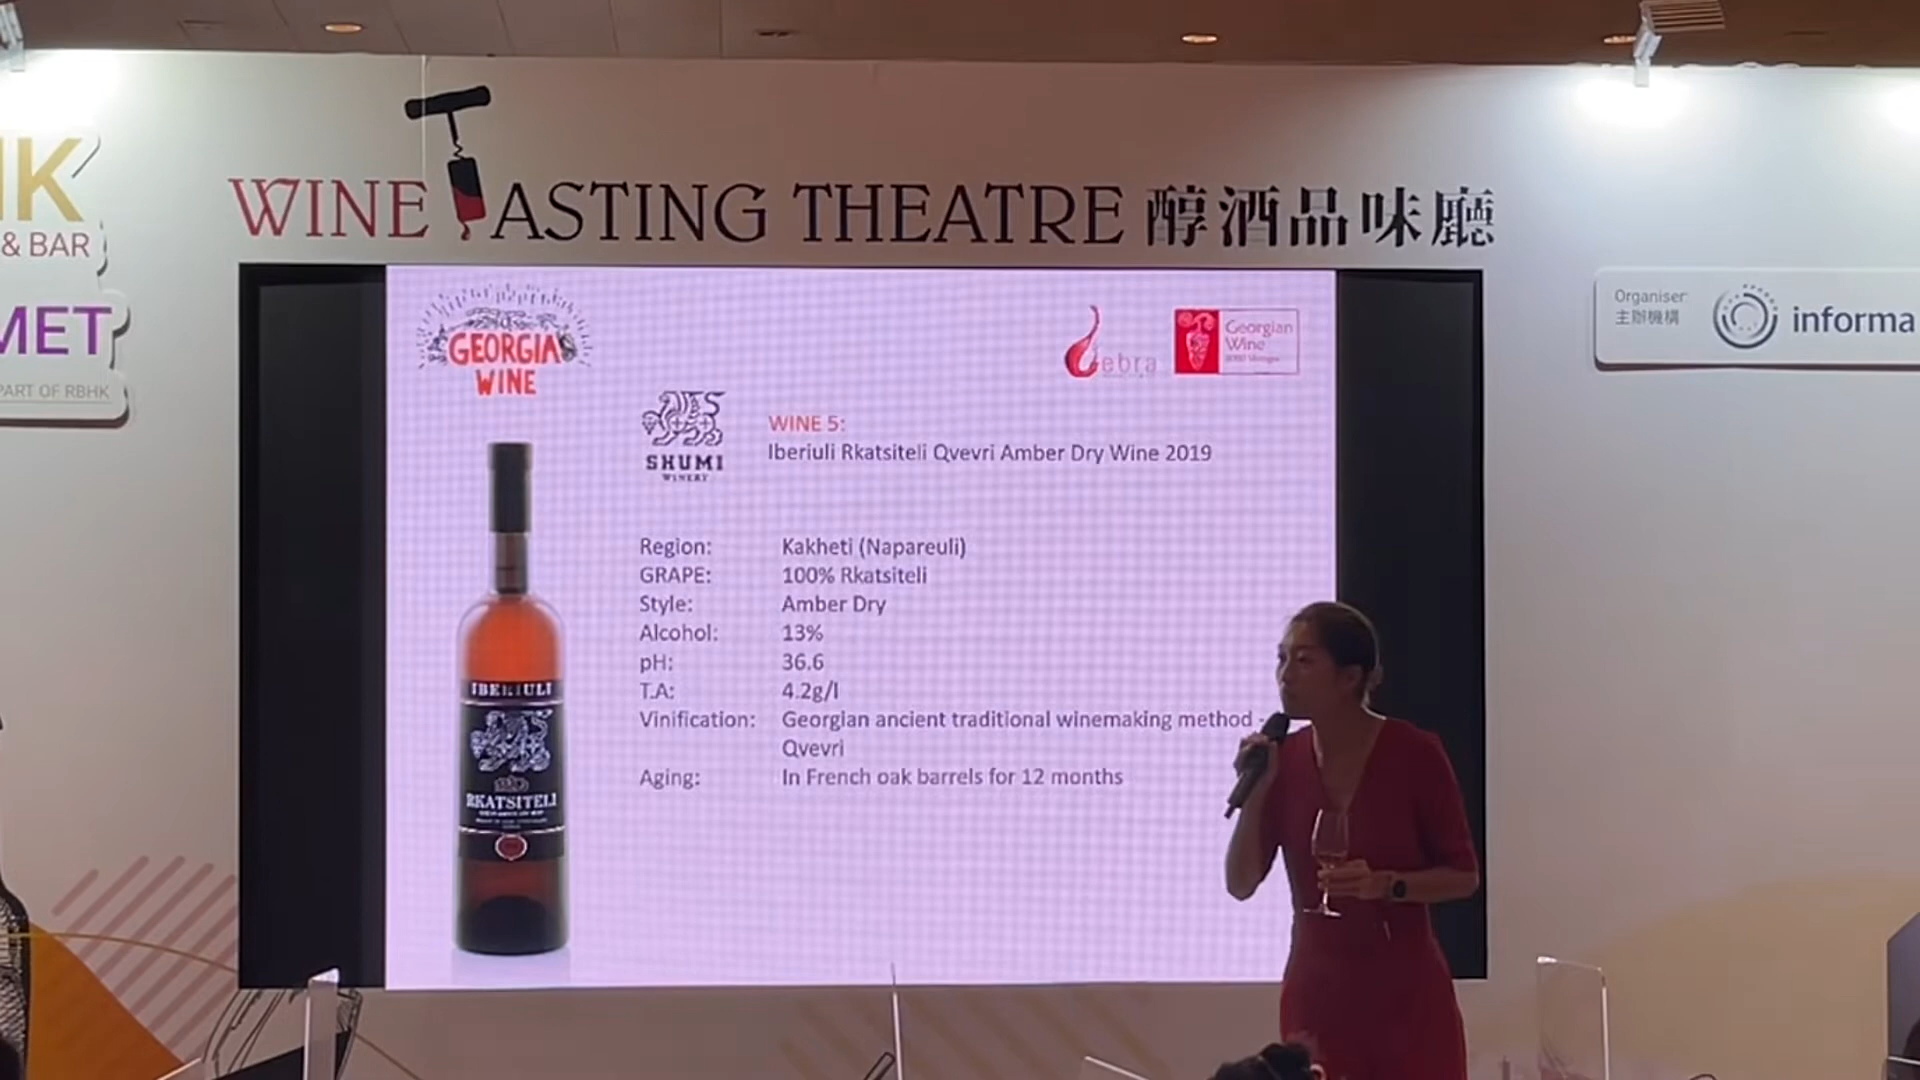 WINE TASTING THEATRE 醇酒品味廳
HK
& BAR
MET
PART OF RBHK
Organiser:
主辦機構
informa
GEORGIA
WINE
ebra
Georgian
Wine
SHUMI
WINERY
WINE 5:
Iberiuli Rkatsiteli Qvevri Amber Dry Wine 2019
Region: Kakheti (Napareuli)
GRAPE: 100% Rkatsiteli
Style: Amber Dry
Alcohol: 13%
pH: 36.6
T.A: 4.2g/l
Vinification: Georgian ancient traditional winemaking method -
Qvevri
Aging: In French oak barrels for 12 months
IBERIULI
RKATSITELI